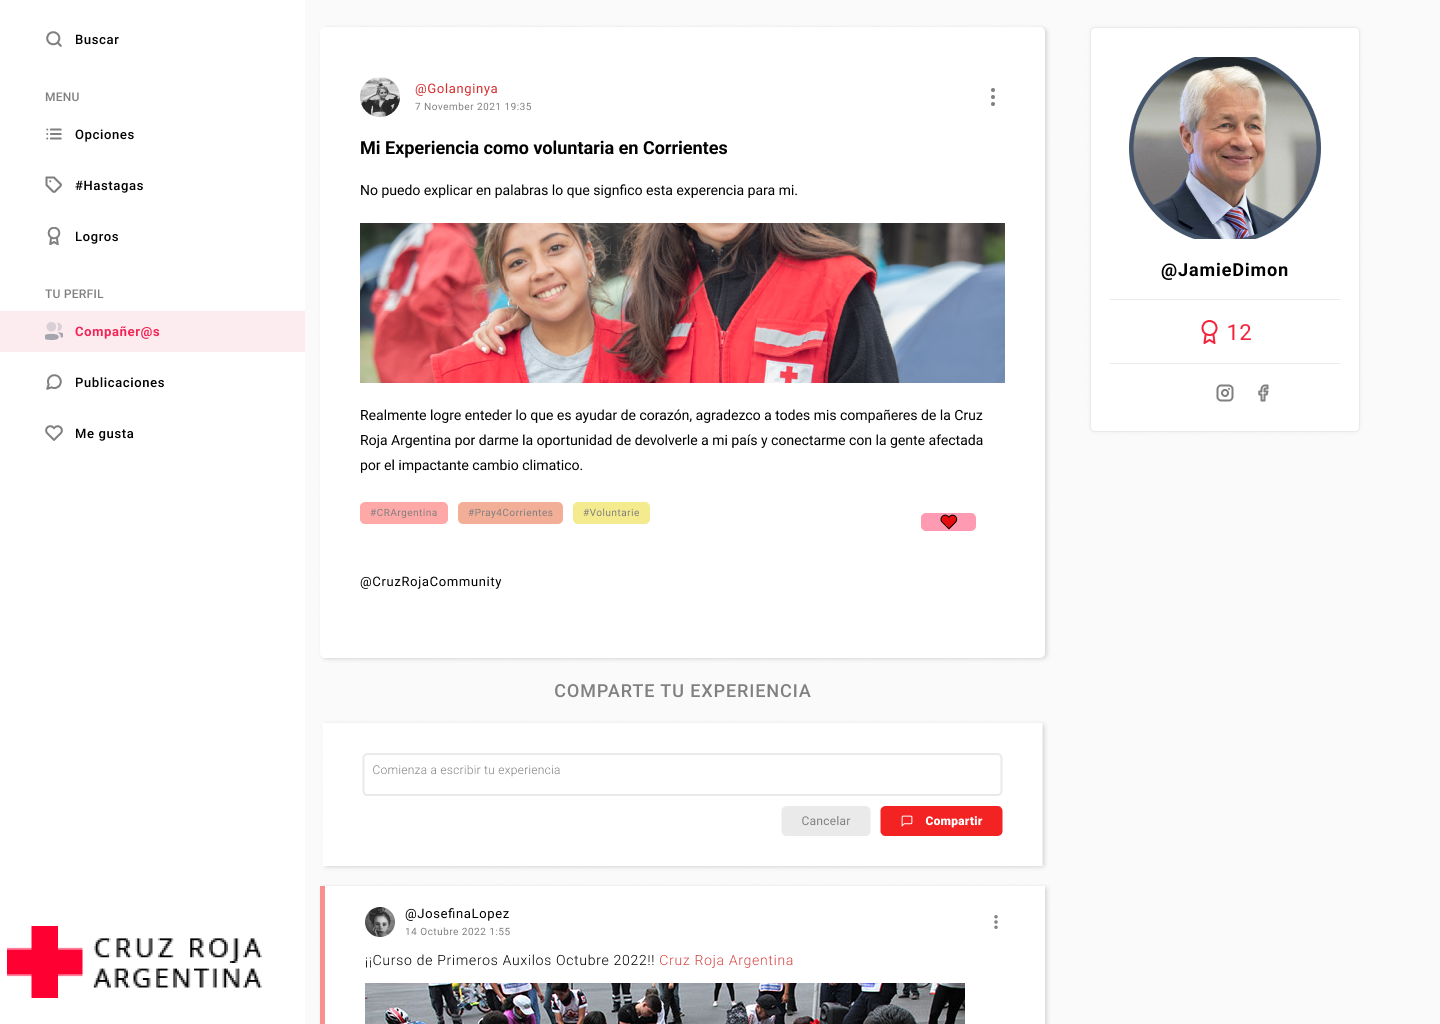 Buscar
MENU
Opciones
#Hastagas
Logros
TU PERFIL
Compañer@s
Publicaciones
Me gusta
CRUZ ROJA
ARGENTINA
@Golanginya
7 November 2021 19:35
Mi Experiencia como voluntaria en Corrientes
No puedo explicar en palabras lo que signfico esta experencia para mi.
Realmente logre enteder lo que es ayudar de corazón, agradezco a todes mis compañeres de la Cruz
Roja Argentina por darme la oportunidad de devolverle a mi país y conectarme con la gente afectada
por el impactante cambio climatico.
#CRArgentina
#Pray4Corrientes
#Voluntarie
@CruzRojaCommunity
COMPARTE TU EXPERIENCIA
Comienza a escribir tu experiencia
Cancelar
Compartir
@JosefinaLopez
14 Octubre 2022 1:55
¡¡Curso de Primeros Auxilos Octubre 2022!! Cruz Roja Argentina
@JamieDimon
12